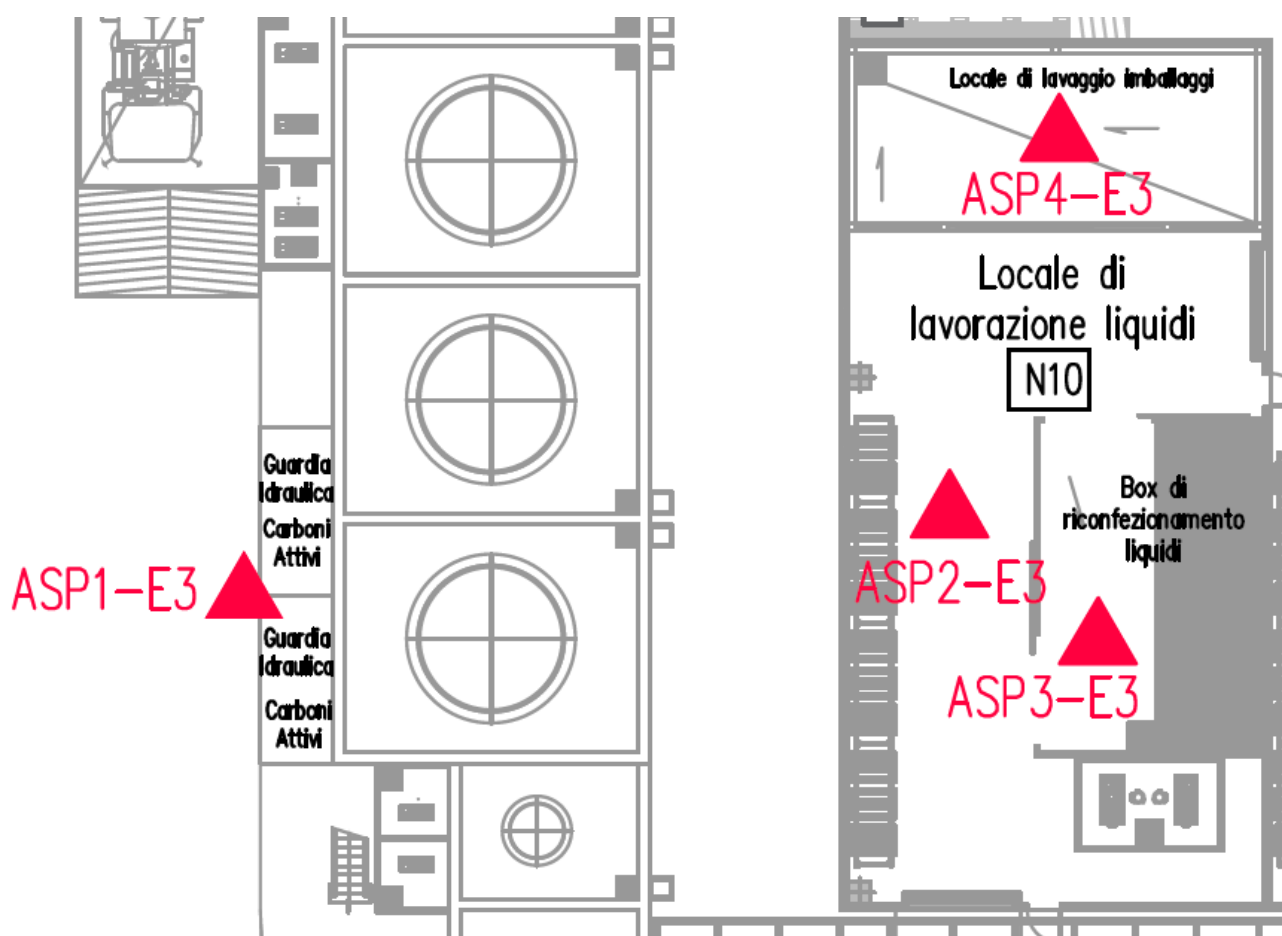 Locale di lavaggio imballaggi
ASP4-E3
Locale di
lavorazione liquidi
N10
Guardia
Idraulica
Carboni
Attivi
ASP1-E3
Guardia
Idraulica
Carboni
Attivi
Box di
riconfezionamento
liquidi
ASP2-E3
ASP3-E3